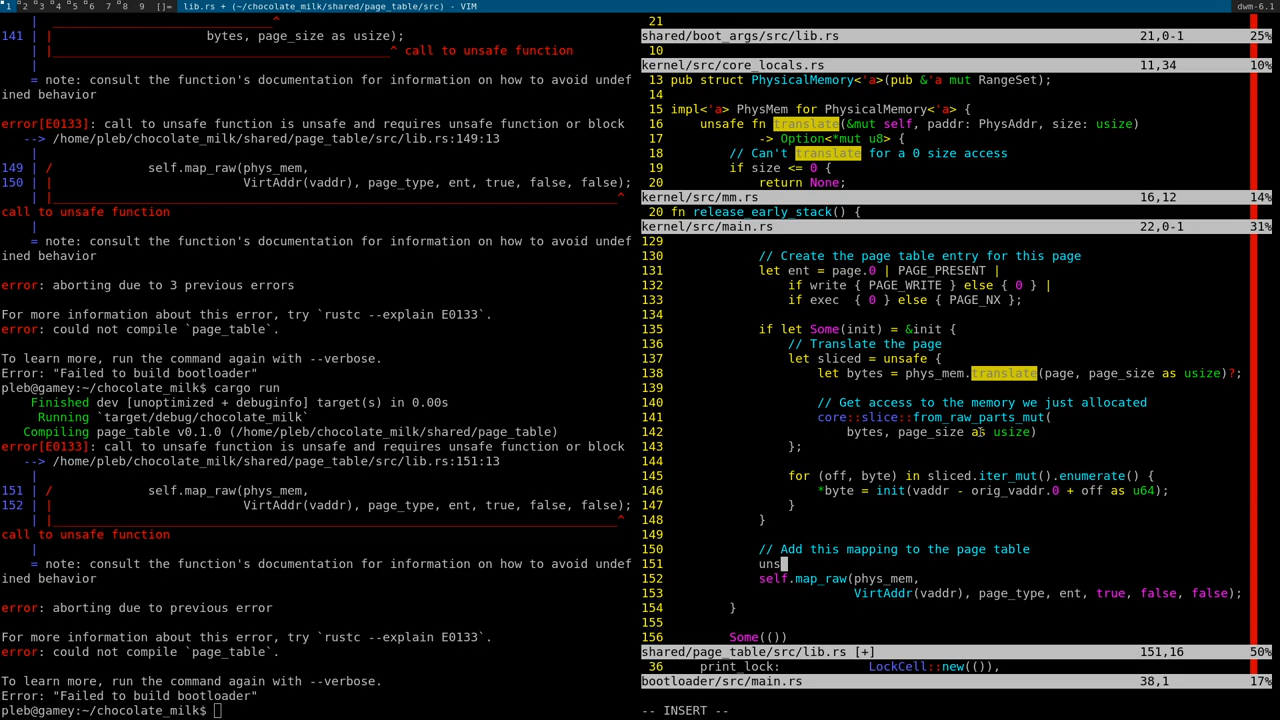 1 2 3 4 5 6 7 8 9 []= lib.rs + (~/chocolate_milk/shared/page_table/src) - VIM dwm-6.1
| ________________________^
141 | | bytes, page_size as usize);
| |____________________________________^ call to unsafe function
|
= note: consult the function's documentation for information on how to avoid undef
ined behavior
error[E0133]: call to unsafe function is unsafe and requires unsafe function or block
--> /home/pleb/chocolate_milk/shared/page_table/src/lib.rs:149:13
|
149 | / self.map_raw(phys_mem,
150 | | VirtAddr(vaddr), page_type, ent, true, false, false);
| |_____________________________________________________________________________^
call to unsafe function
|
= note: consult the function's documentation for information on how to avoid undef
ined behavior
error: aborting due to 3 previous errors
For more information about this error, try `rustc --explain E0133`.
error: could not compile `page_table`.
To learn more, run the command again with --verbose.
Error: "Failed to build bootloader"
pleb@gamey:~/chocolate_milk$ cargo run
Finished dev [unoptimized + debuginfo] target(s) in 0.00s
Running `target/debug/chocolate_milk`
Compiling page_table v0.1.0 (/home/pleb/chocolate_milk/shared/page_table)
error[E0133]: call to unsafe function is unsafe and requires unsafe function or block
--> /home/pleb/chocolate_milk/shared/page_table/src/lib.rs:151:13
|
151 | / self.map_raw(phys_mem,
152 | | VirtAddr(vaddr), page_type, ent, true, false, false);
| |_____________________________________________________________________________^
call to unsafe function
|
= note: consult the function's documentation for information on how to avoid undef
ined behavior
error: aborting due to previous error
For more information about this error, try `rustc --explain E0133`.
error: could not compile `page_table`.
To learn more, run the command again with --verbose.
Error: "Failed to build bootloader"
pleb@gamey:~/chocolate_milk$
21
shared/boot_args/src/lib.rs 21,0-1 25%
10
kernel/src/core_locals.rs 11,34 10%
13 pub struct PhysicalMemory<'a>(pub &'a mut RangeSet);
14
15 impl<'a> PhysMem for PhysicalMemory<'a> {
16 unsafe fn translate(&mut self, paddr: PhysAddr, size: usize)
17 -> Option<*mut u8> {
18 // Can't translate for a 0 size access
19 if size <= 0 {
20 return None;
kernel/src/mm.rs 16,12 14%
20 fn release_early_stack() {
kernel/src/main.rs 22,0-1 31%
129
130 // Create the page table entry for this page
131 let ent = page.0 | PAGE_PRESENT |
132 if write { PAGE_WRITE } else { 0 } |
133 if exec { 0 } else { PAGE_NX };
134
135 if let Some(init) = &init {
136 // Translate the page
137 let sliced = unsafe {
138 let bytes = phys_mem.translate(page, page_size as usize)?;
139
140 // Get access to the memory we just allocated
141 core::slice::from_raw_parts_mut(
142 bytes, page_size as usize)
143 };
144
145 for (off, byte) in sliced.iter_mut().enumerate() {
146 *byte = init(vaddr - orig_vaddr.0 + off as u64);
147 }
148 }
149
150 // Add this mapping to the page table
151 uns
152 self.map_raw(phys_mem,
153 VirtAddr(vaddr), page_type, ent, true, false, false);
154 }
155
156 Some(())
shared/page_table/src/lib.rs [+] 151,16 50%
36 print_lock: LockCell::new(()),
bootloader/src/main.rs 38,1 17%
-- INSERT --